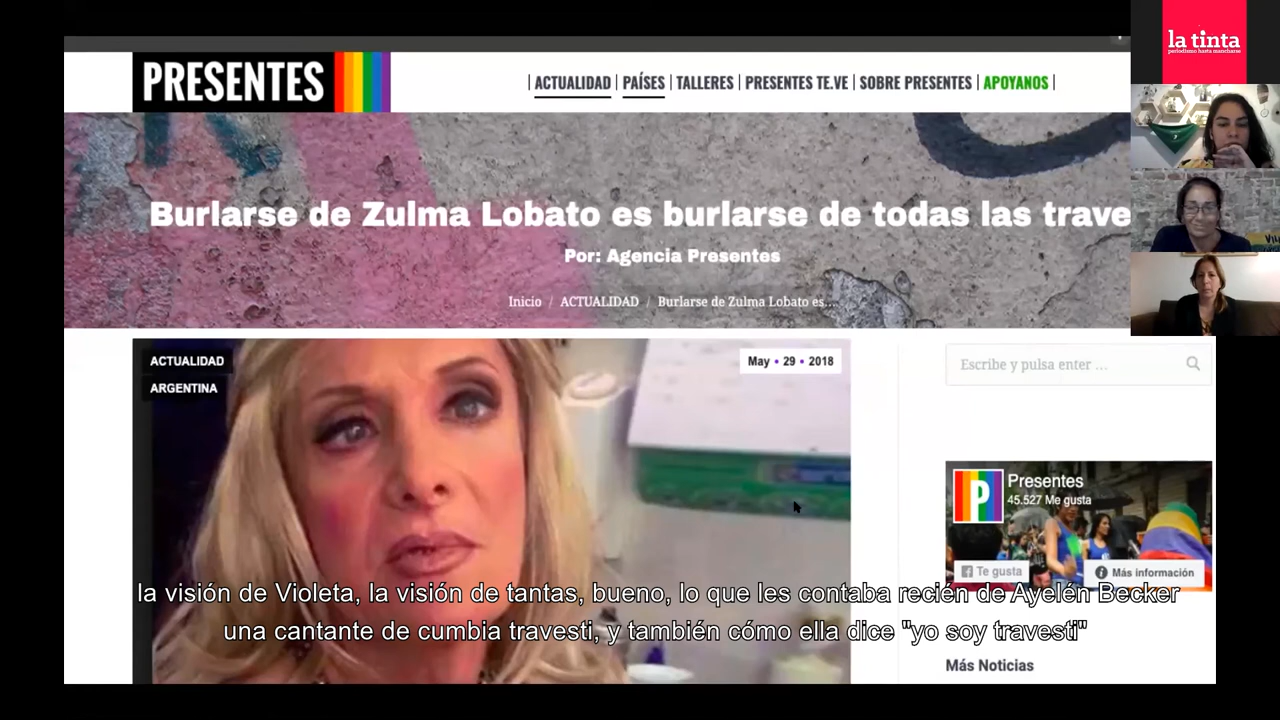 la tinta
periodismo hasta mancharse
PRESENTES
| ACTUALIDAD | PAÍSES | TALLERES | PRESENTES TE.VE | SOBRE PRESENTES | APOYANOS |
Burlarse de Zulma Lobato es burlarse de todas las trave
Por: Agencia Presentes
Inicio / ACTUALIDAD / Burlarse de Zulma Lobato es...
ACTUALIDAD
ARGENTINA
May • 29 • 2018
Escribe y pulsa enter ...
P
Presentes
45.527 Me gusta
Te gusta
Más información
la visión de Violeta, la visión de tantas, bueno, lo que les contaba recién de Ayelén Becker
una cantante de cumbia travesti, y también cómo ella dice "yo soy travesti"
Más Noticias